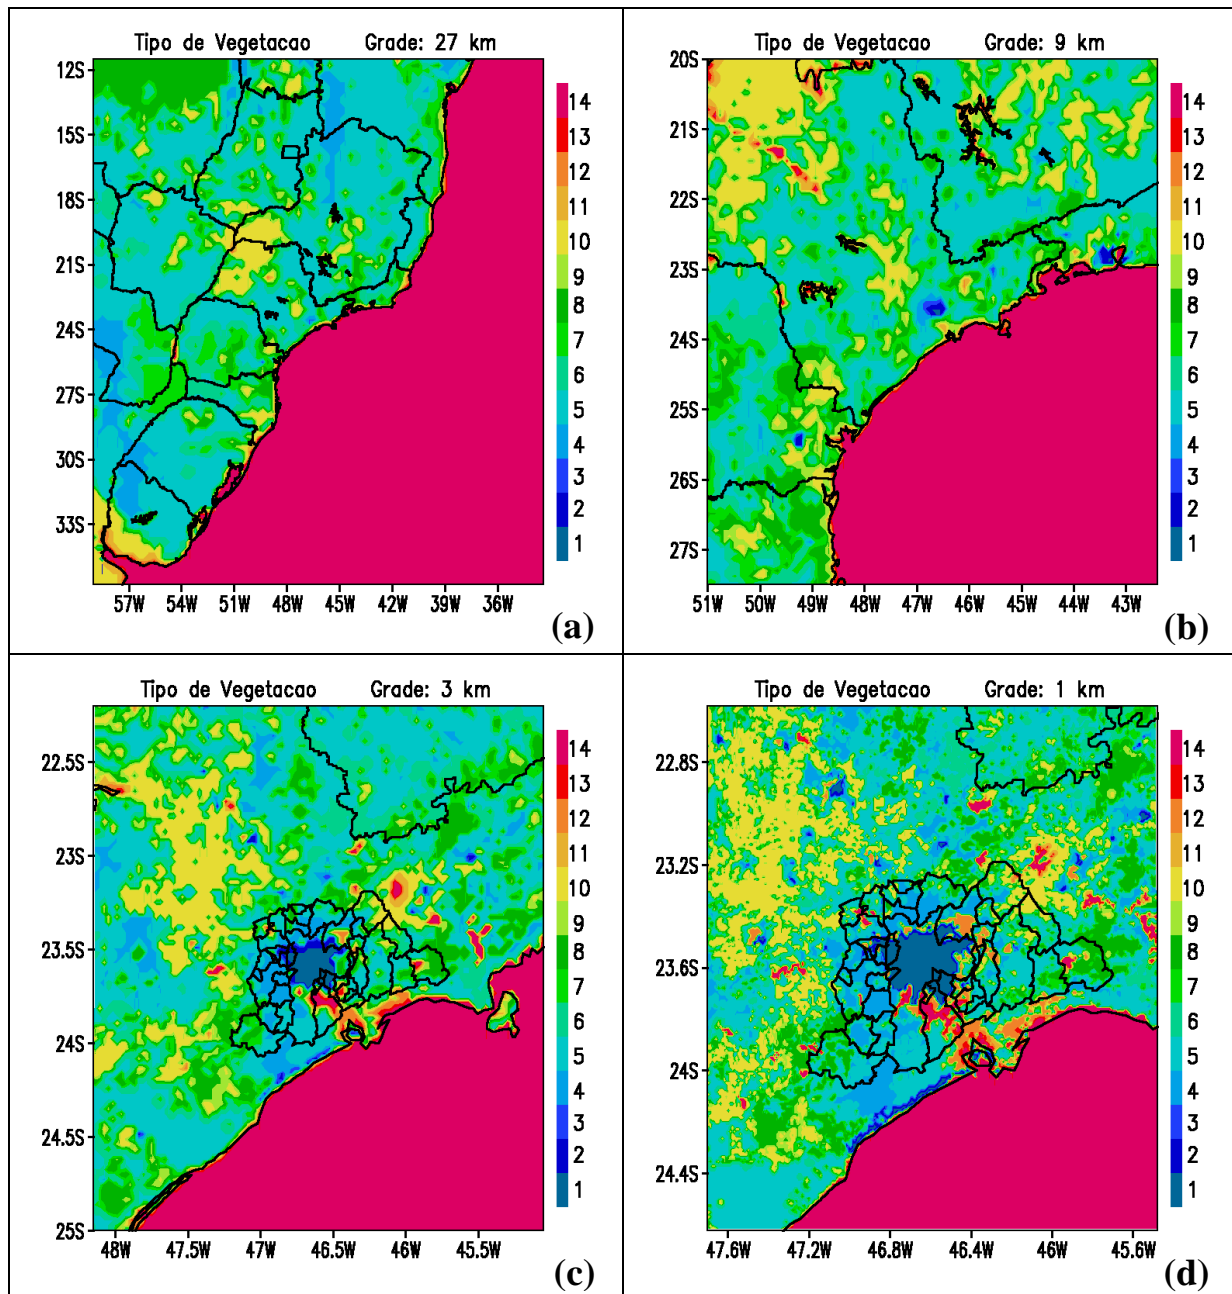 Tipo de Vegetacao Grade: 27 km
12S
15S
18S
21S
24S
27S
30S
33S
57W 54W 51W 48W 45W 42W 39W 36W
14
13
12
11
10
9
8
7
6
5
4
3
2
1
(a)
Tipo de Vegetacao Grade: 9 km
20S
21S
22S
23S
24S
25S
26S
27S
51W 50W 49W 48W 47W 46W 45W 44W 43W
14
13
12
11
10
9
8
7
6
5
4
3
2
1
(b)
Tipo de Vegetacao Grade: 3 km
22.5S
23S
23.5S
24S
24.5S
25S
48W 47.5W 47W 46.5W 46W 45.5W
14
13
12
11
10
9
8
7
6
5
4
3
2
1
(c)
Tipo de Vegetacao Grade: 1 km
22.8S
23.2S
23.6S
24S
24.4S
47.6W 47.2W 46.8W 46.4W 46W 45.6W
14
13
12
11
10
9
8
7
6
5
4
3
2
1
(d)